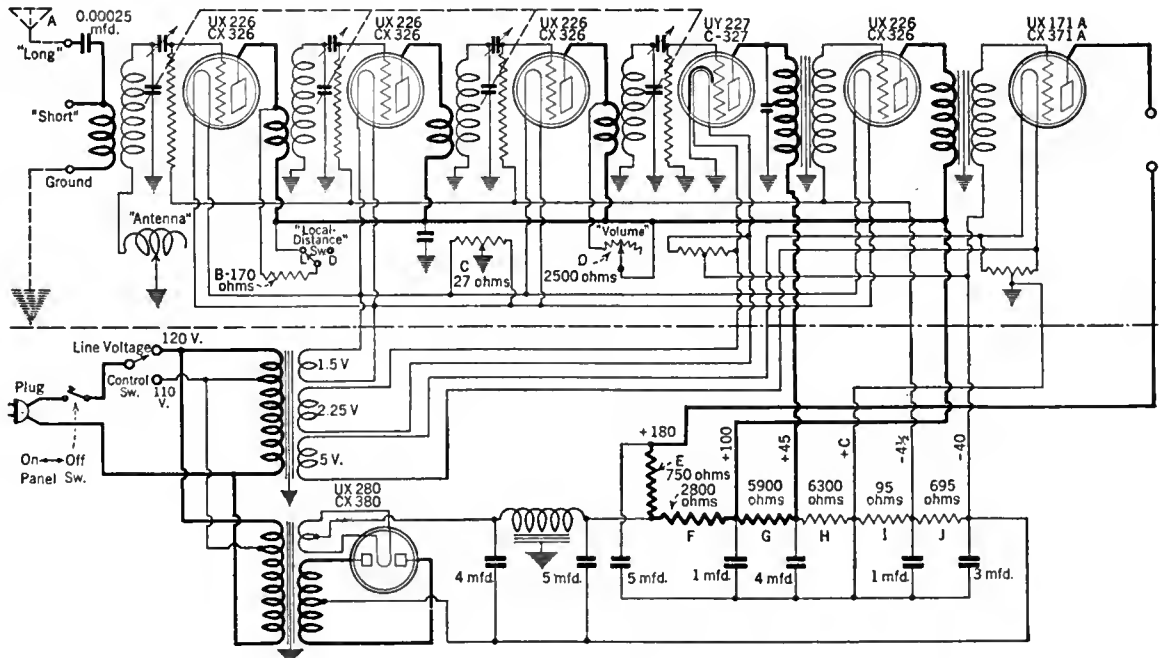 A
0.00025
mfd.
"Long"
"Short"
Ground
"Antenna"
UX 226
CX 326
UX 226
CX 326
UX 226
CX 326
UY 227
C-327
UX 226
CX 326
UX 171 A
CX 371 A
"Local-
Distance"
Sw.
L
D
B-170
ohms
C
27 ohms
"Volume"
O
2500 ohms
Line Voltage
120 V.
Control
Sw.
110
V.
Plug
On
Off
Panel
Sw.
1.5 V
2.25 V
5 V.
UX 280
CX 380
+180
+100
+45
+C
-4½
-40
E
750 ohms
2800
ohms
5900
ohms
6300
ohms
95
ohms
695
ohms
F
G
H
I
J
4 mfd.
5 mfd.
5 mfd.
1 mfd.
4 mfd.
1 mfd.
3 mfd.